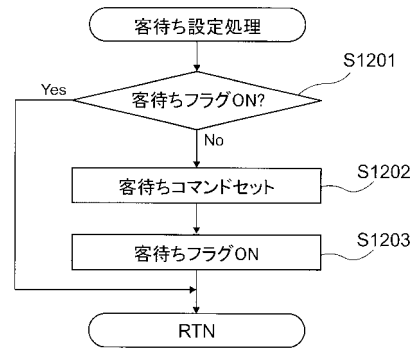 客待ち設定処理
S1201
客待ちフラグON?
Yes
No
S1202
客待ちコマンドセット
S1203
客待ちフラグON
RTN